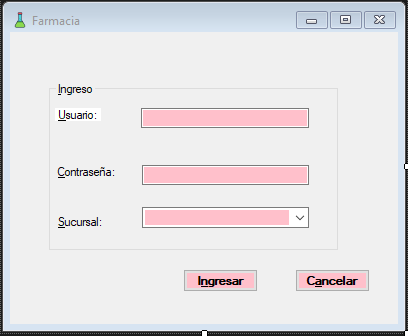 Farmacia
Ingreso
Usuario:
Contraseña:
Sucursal:
Ingresar Cancelar